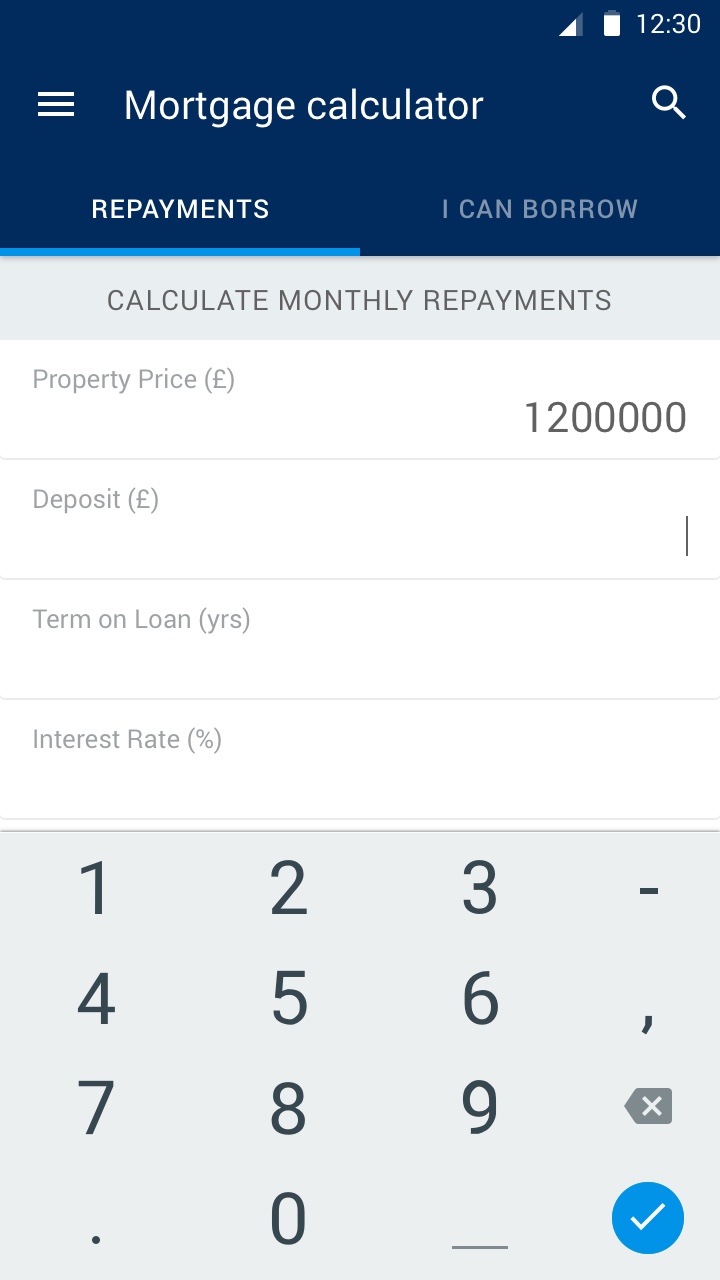 12:30
Mortgage calculator
REPAYMENTS I CAN BORROW
CALCULATE MONTHLY REPAYMENTS
Property Price (£)
1200000
Deposit (£)
Term on Loan (yrs)
Interest Rate (%)
1 2 3 -
4 5 6 ,
7 8 9
. 0 _